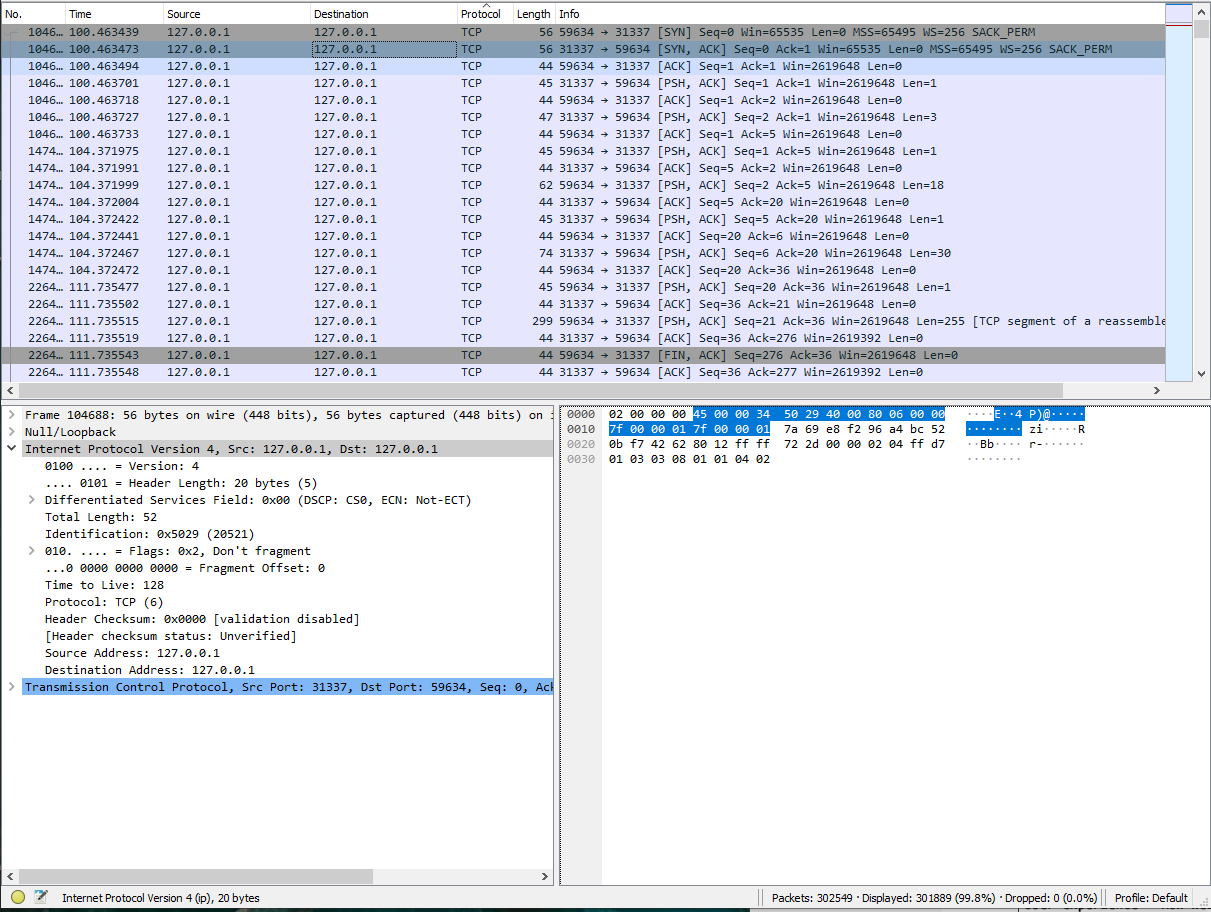 No. Time Source Destination Protocol Length Info
1046… 100.463439 127.0.0.1 127.0.0.1 TCP 56 59634 → 31337 [SYN] Seq=0 Win=65535 Len=0 MSS=65495 WS=256 SACK_PERM
1046… 100.463473 127.0.0.1 127.0.0.1 TCP 56 31337 → 59634 [SYN, ACK] Seq=0 Ack=1 Win=65535 Len=0 MSS=65495 WS=256 SACK_PERM
1046… 100.463494 127.0.0.1 127.0.0.1 TCP 44 59634 → 31337 [ACK] Seq=1 Ack=1 Win=2619648 Len=0
1046… 100.463701 127.0.0.1 127.0.0.1 TCP 45 59634 → 31337 [PSH, ACK] Seq=1 Ack=1 Win=2619648 Len=1
1046… 100.463718 127.0.0.1 127.0.0.1 TCP 44 31337 → 59634 [ACK] Seq=1 Ack=2 Win=2619648 Len=0
1046… 100.463727 127.0.0.1 127.0.0.1 TCP 47 59634 → 31337 [PSH, ACK] Seq=2 Ack=1 Win=2619648 Len=3
1046… 100.463733 127.0.0.1 127.0.0.1 TCP 44 31337 → 59634 [ACK] Seq=1 Ack=5 Win=2619648 Len=0
1474… 104.371975 127.0.0.1 127.0.0.1 TCP 45 31337 → 59634 [PSH, ACK] Seq=1 Ack=5 Win=2619648 Len=1
1474… 104.371991 127.0.0.1 127.0.0.1 TCP 44 59634 → 31337 [ACK] Seq=5 Ack=2 Win=2619648 Len=0
1474… 104.371999 127.0.0.1 127.0.0.1 TCP 62 31337 → 59634 [PSH, ACK] Seq=2 Ack=5 Win=2619648 Len=18
1474… 104.372004 127.0.0.1 127.0.0.1 TCP 44 59634 → 31337 [ACK] Seq=5 Ack=20 Win=2619648 Len=0
1474… 104.372422 127.0.0.1 127.0.0.1 TCP 45 59634 → 31337 [PSH, ACK] Seq=5 Ack=20 Win=2619648 Len=1
1474… 104.372441 127.0.0.1 127.0.0.1 TCP 44 31337 → 59634 [ACK] Seq=20 Ack=6 Win=2619648 Len=0
1474… 104.372467 127.0.0.1 127.0.0.1 TCP 74 59634 → 31337 [PSH, ACK] Seq=6 Ack=20 Win=2619648 Len=30
1474… 104.372472 127.0.0.1 127.0.0.1 TCP 44 31337 → 59634 [ACK] Seq=20 Ack=36 Win=2619648 Len=0
2264… 111.735477 127.0.0.1 127.0.0.1 TCP 45 31337 → 59634 [PSH, ACK] Seq=20 Ack=36 Win=2619648 Len=1
2264… 111.735502 127.0.0.1 127.0.0.1 TCP 44 59634 → 31337 [ACK] Seq=36 Ack=21 Win=2619648 Len=0
2264… 111.735515 127.0.0.1 127.0.0.1 TCP 299 31337 → 59634 [PSH, ACK] Seq=21 Ack=36 Win=2619648 Len=255 [TCP segment of a reassemble
2264… 111.735519 127.0.0.1 127.0.0.1 TCP 44 59634 → 31337 [ACK] Seq=36 Ack=276 Win=2619392 Len=0
2264… 111.735543 127.0.0.1 127.0.0.1 TCP 44 31337 → 59634 [FIN, ACK] Seq=276 Ack=36 Win=2619648 Len=0
2264… 111.735548 127.0.0.1 127.0.0.1 TCP 44 59634 → 31337 [ACK] Seq=36 Ack=277 Win=2619392 Len=0
Frame 104688: 56 bytes on wire (448 bits), 56 bytes captured (448 bits) on i
Null/Loopback
Internet Protocol Version 4, Src: 127.0.0.1, Dst: 127.0.0.1
0100 .... = Version: 4
.... 0101 = Header Length: 20 bytes (5)
Differentiated Services Field: 0x00 (DSCP: CS0, ECN: Not-ECT)
Total Length: 52
Identification: 0x5029 (20521)
010. .... = Flags: 0x2, Don't fragment
...0 0000 0000 0000 = Fragment Offset: 0
Time to Live: 128
Protocol: TCP (6)
Header Checksum: 0x0000 [validation disabled]
[Header checksum status: Unverified]
Source Address: 127.0.0.1
Destination Address: 127.0.0.1
Transmission Control Protocol, Src Port: 31337, Dst Port: 59634, Seq: 0, Ack
0000 02 00 00 00 45 00 00 34 50 29 40 00 80 06 00 00 ····E··4 P)@·····
0010 7f 00 00 01 7f 00 00 01 7a 69 e8 f2 96 a4 bc 52 ········ zi·····R
0020 0b f7 42 62 80 12 ff ff 72 2d 00 00 02 04 ff d7 ··Bb···· r-······
0030 01 03 03 08 01 01 04 02 ········
Internet Protocol Version 4 (ip), 20 bytes
Packets: 302549 · Displayed: 301889 (99.8%) · Dropped: 0 (0.0%)
Profile: Default